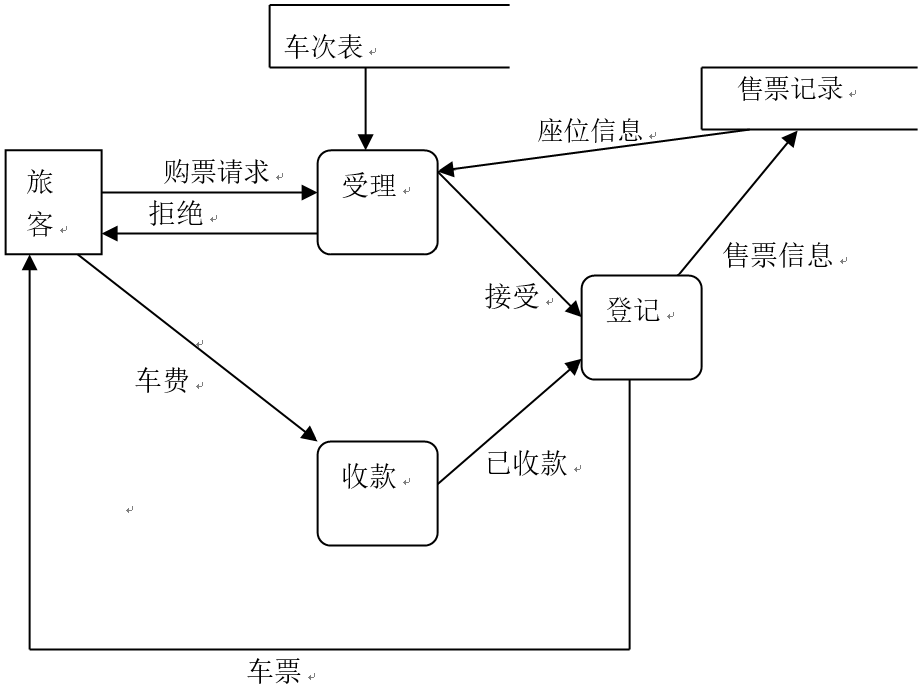 车次表
售票记录
座位信息
旅
客
购票请求
受理
拒绝
售票信息
接受
登记
车费
收款
已收款
车票